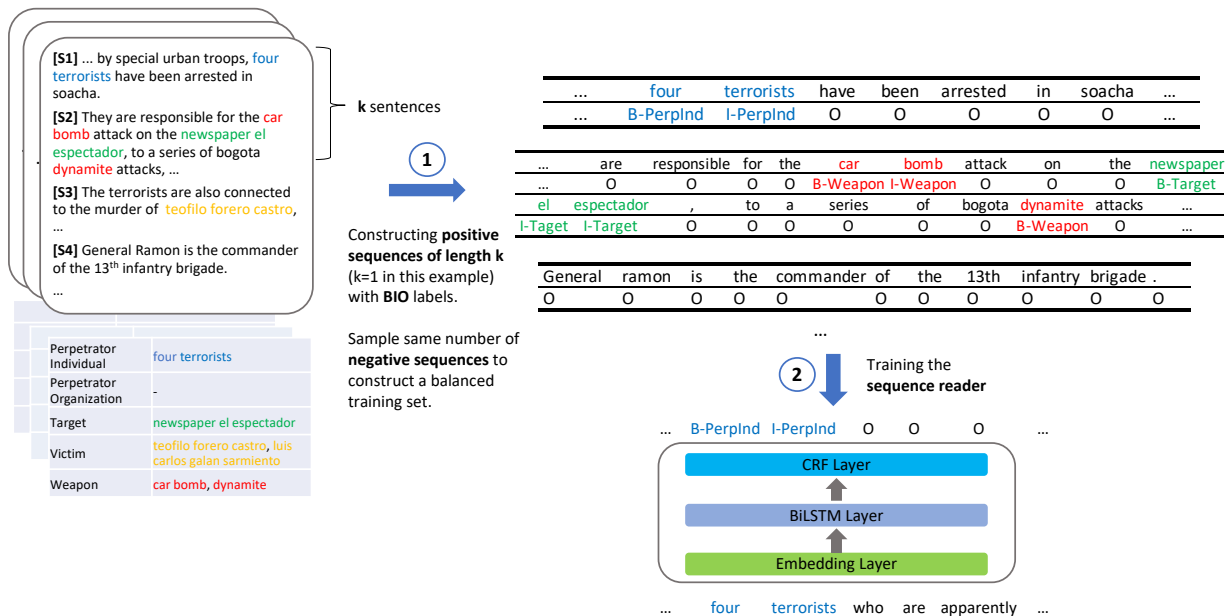 [S1] ... by special urban troops, four
terrorists have been arrested in
soacha.
[S2] They are responsible for the car
bomb attack on the newspaper el
espectador, to a series of bogota
dynamite attacks, ...
[S3] The terrorists are also connected
to the murder of teofilo forero castro,
...
[S4] General Ramon is the commander
of the 13th infantry brigade.
...
k sentences
Perpetrator Individual four terrorists
Perpetrator Organization -
Target newspaper el espectador
Victim teofilo forero castro, luis carlos galan sarmiento
Weapon car bomb, dynamite
1
Constructing positive
sequences of length k
(k=1 in this example)
with BIO labels.
Sample same number of
negative sequences to
construct a balanced
training set.
... four terrorists have been arrested in soacha ...
... B-PerpInd I-PerpInd O O O O O ...
... are responsible for the car bomb attack on the newspaper
... O O O O B-Weapon I-Weapon O O O B-Target
el espectador , to a series of bogota dynamite attacks ...
I-Taget I-Target O O O O O O B-Weapon O ...
General ramon is the commander of the 13th infantry brigade .
O O O O O O O O O O O
...
2
Training the
sequence reader
... B-PerpInd I-PerpInd O O O ...
CRF Layer
BiLSTM Layer
Embedding Layer
... four terrorists who are apparently ...